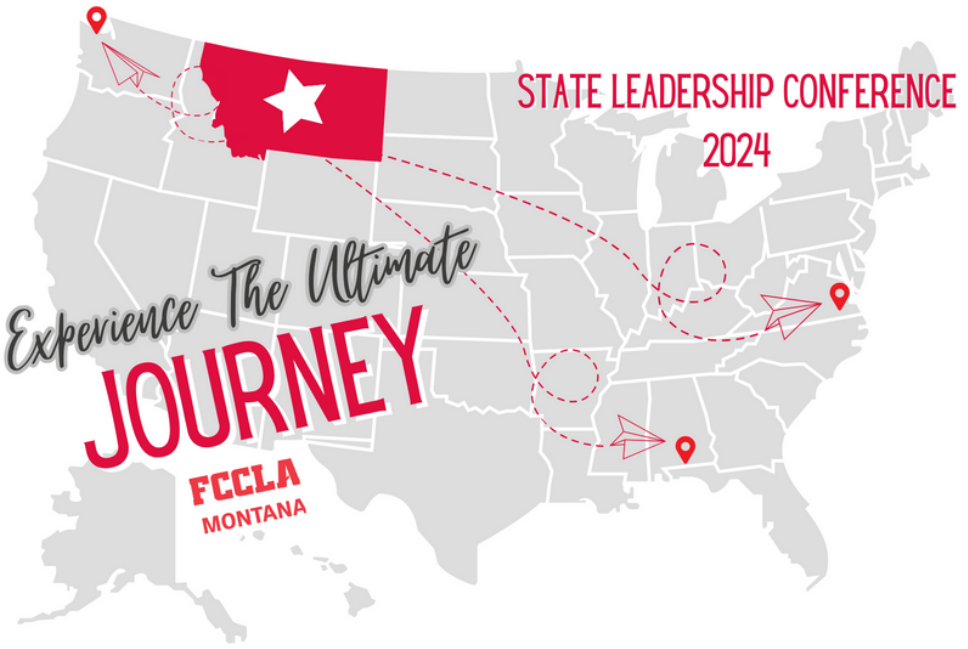 STATE LEADERSHIP CONFERENCE
2024
Experience The Ultimate
JOURNEY
FCCLA
MONTANA